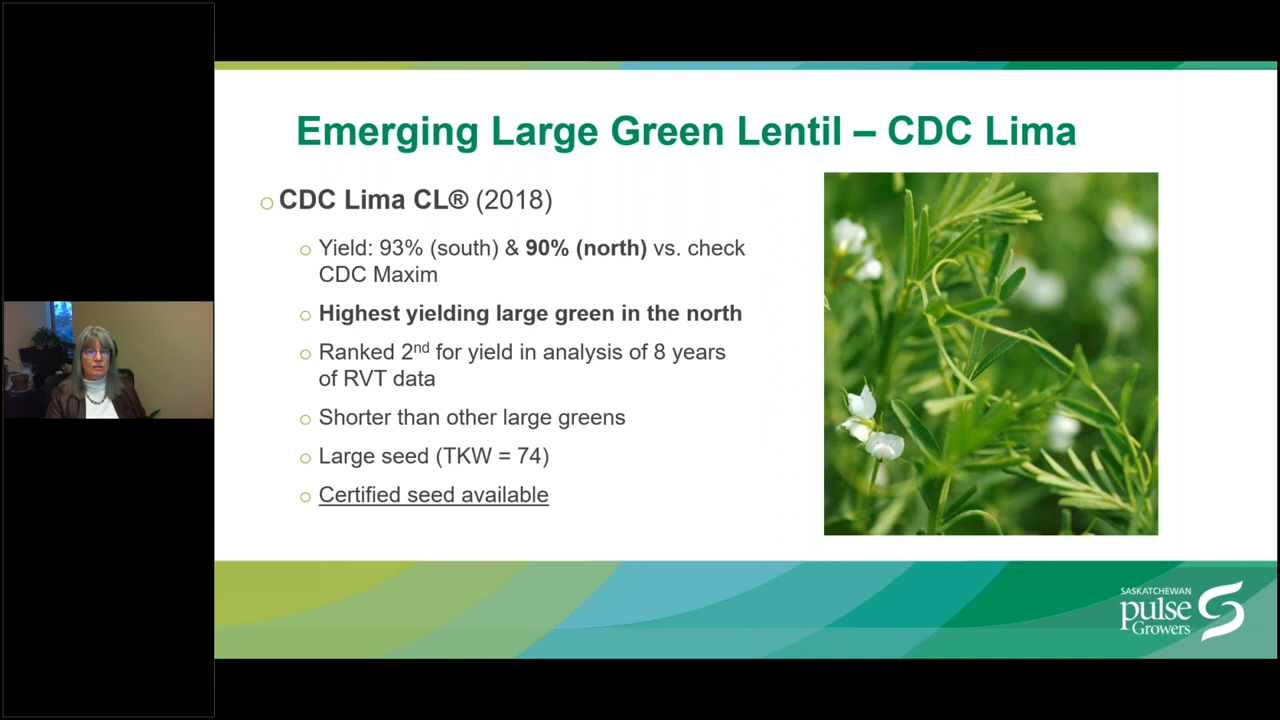 Emerging Large Green Lentil – CDC Lima
CDC Lima CL® (2018)
Yield: 93% (south) & 90% (north) vs. check
CDC Maxim
Highest yielding large green in the north
Ranked 2nd for yield in analysis of 8 years
of RVT data
Shorter than other large greens
Large seed (TKW = 74)
Certified seed available
SASKATCHEWAN
pulse
Growers